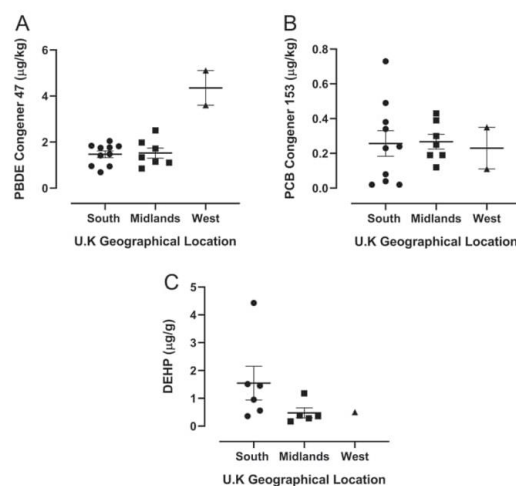 A
PBDE Congener 47 (µg/kg)
6
4
2
0
South Midlands West
U.K Geographical Location
B
PCB Congener 153 (µg/kg)
0.8
0.6
0.4
0.2
0.0
South Midlands West
U.K Geographical Location
C
DEHP (µg/g)
5
4
3
2
1
0
South Midlands West
U.K Geographical Location